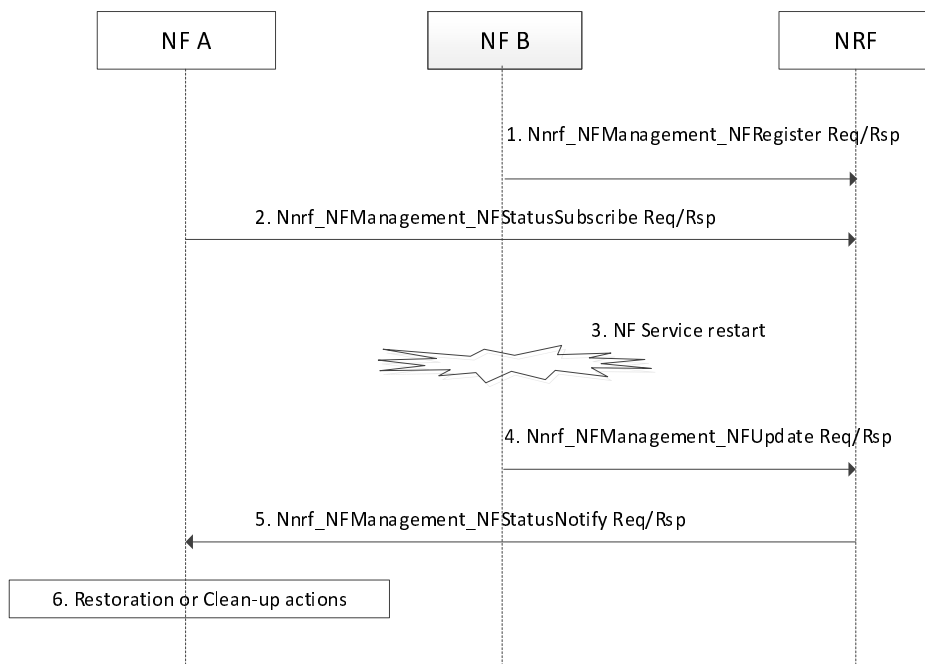 NF A
NF B
NRF
1. Nnrf_NFManagement_NFRegister Req/Rsp
2. Nnrf_NFManagement_NFStatusSubscribe Req/Rsp
3. NF Service restart
4. Nnrf_NFManagement_NFUpdate Req/Rsp
5. Nnrf_NFManagement_NFStatusNotify Req/Rsp
6. Restoration or Clean-up actions